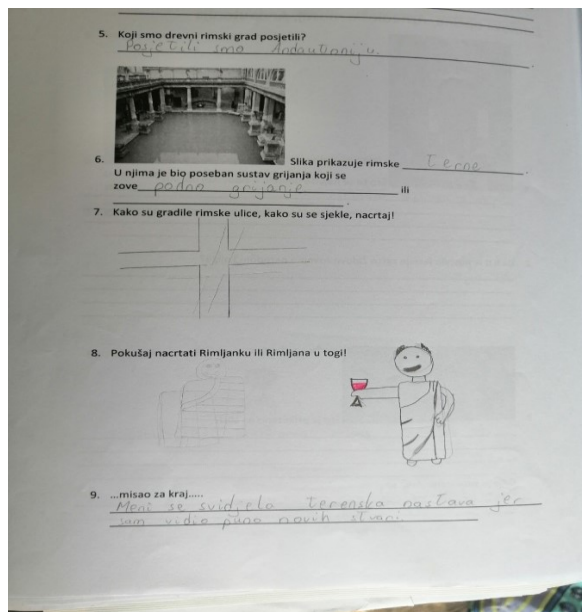 5. Koji smo drevni rimski grad posjetili?
Posjetili smo Andautoniju.
6. Slika prikazuje rimske terne.
U njima je bio poseban sustav grijanja koji se
zove podno grijanje ili
.
7. Kako su gradile rimske ulice, kako su se sjekle, nacrtaj!
8. Pokušaj nacrtati Rimljanku ili Rimljana u togi!
9. ...misao za kraj.....
Meni se svidjelo terenska nastava jer
sam vidio puno novih stvari.